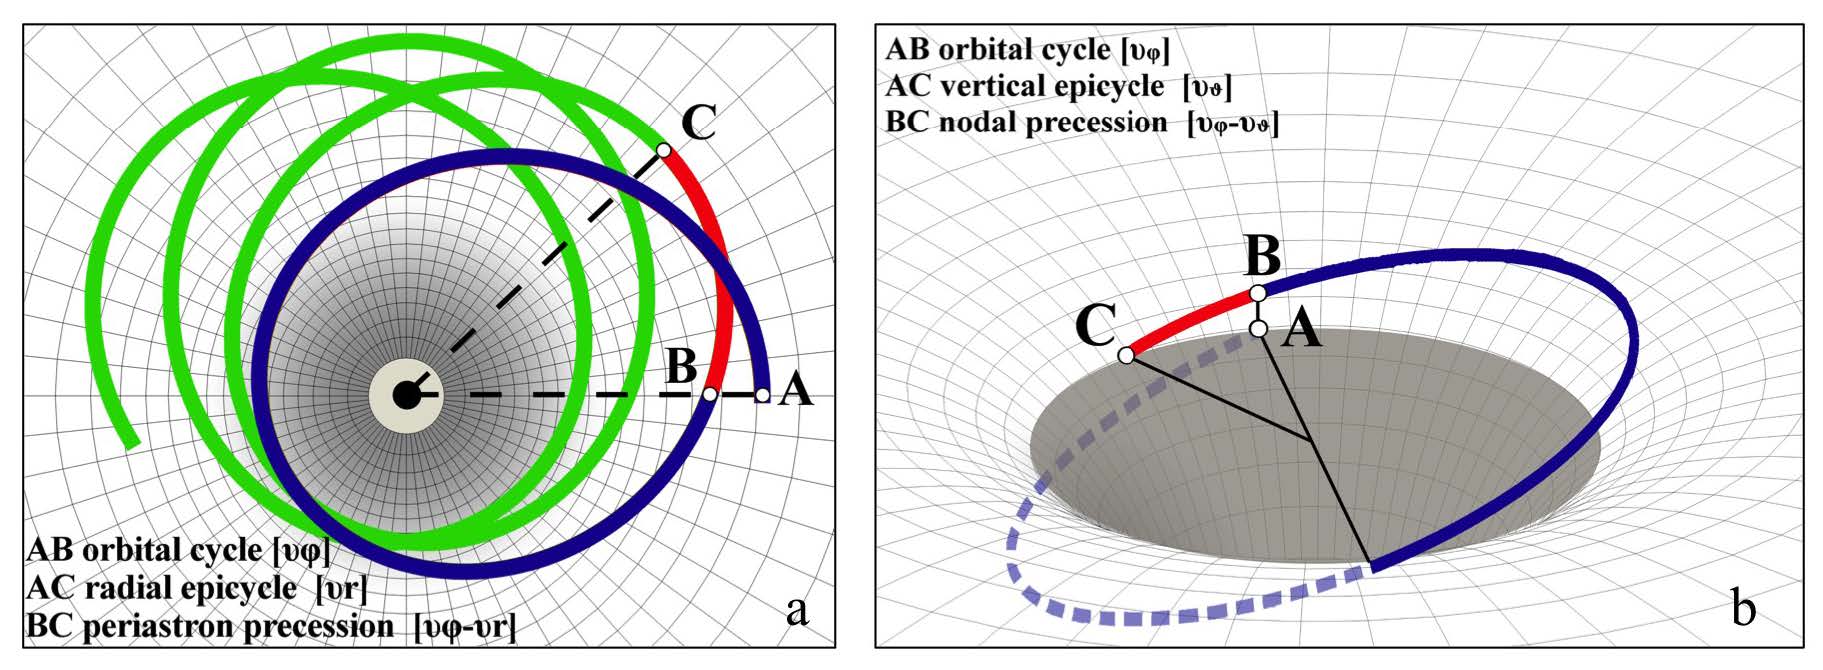 C
B
A
AB orbital cycle [υφ]
AC radial epicycle [υr]
BC periastron precession [υφ-υr]
a
AB orbital cycle [υφ]
AC vertical epicycle [υϑ]
BC nodal precession [υφ-υϑ]
B
C
A
b